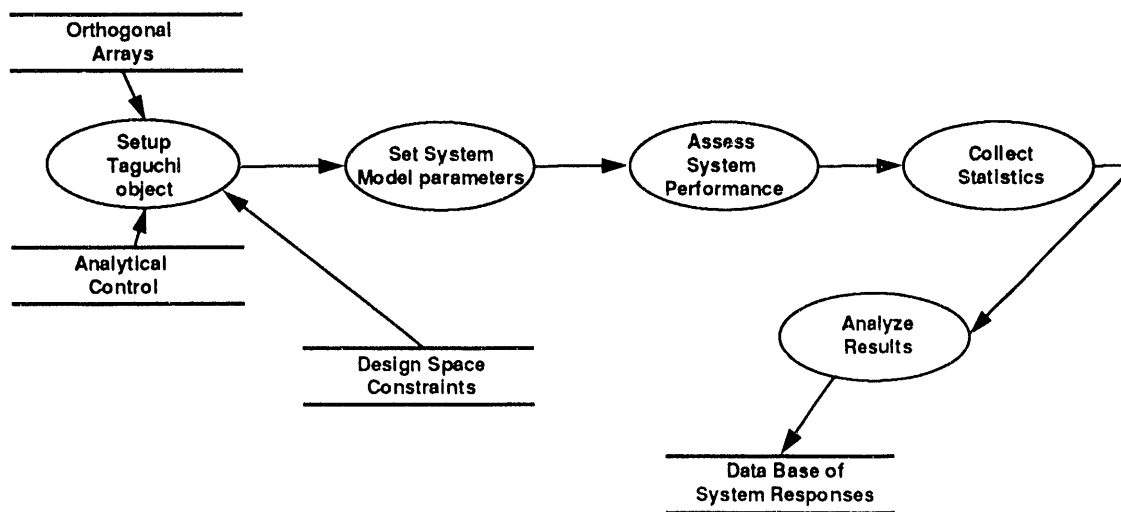 Orthogonal
Arrays
Setup
Taguchi
object
Set System
Model parameters
Assess
System
Performance
Collect
Statistics
Analytical
Control
Analyze
Results
Design Space
Constraints
Data Base of
System Responses